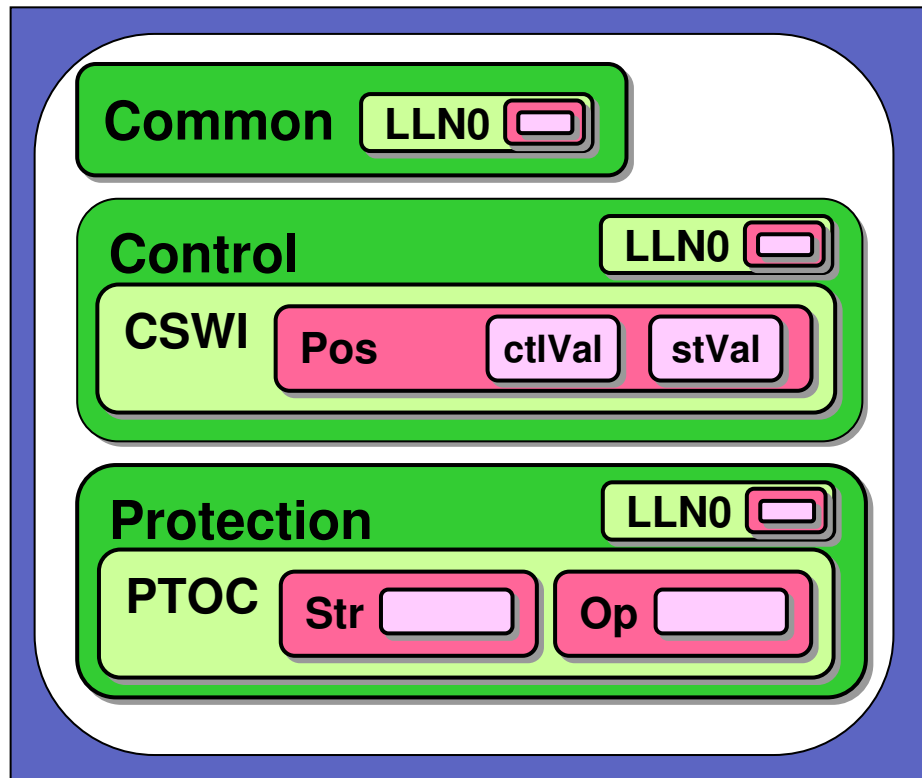 Common LLN0
Control LLN0
CSWI Pos ctlVal stVal
Protection LLN0
PTOC Str Op